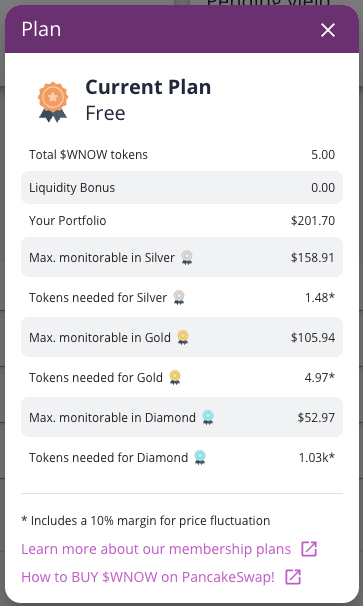 Pending yield
Plan
Current Plan
Free
Total $WNOW tokens 5.00
Liquidity Bonus 0.00
Your Portfolio $201.70
Max. monitorable in Silver $158.91
Tokens needed for Silver 1.48*
Max. monitorable in Gold $105.94
Tokens needed for Gold 4.97*
Max. monitorable in Diamond $52.97
Tokens needed for Diamond 1.03k*
* Includes a 10% margin for price fluctuation
Learn more about our membership plans
How to BUY $WNOW on PancakeSwap!